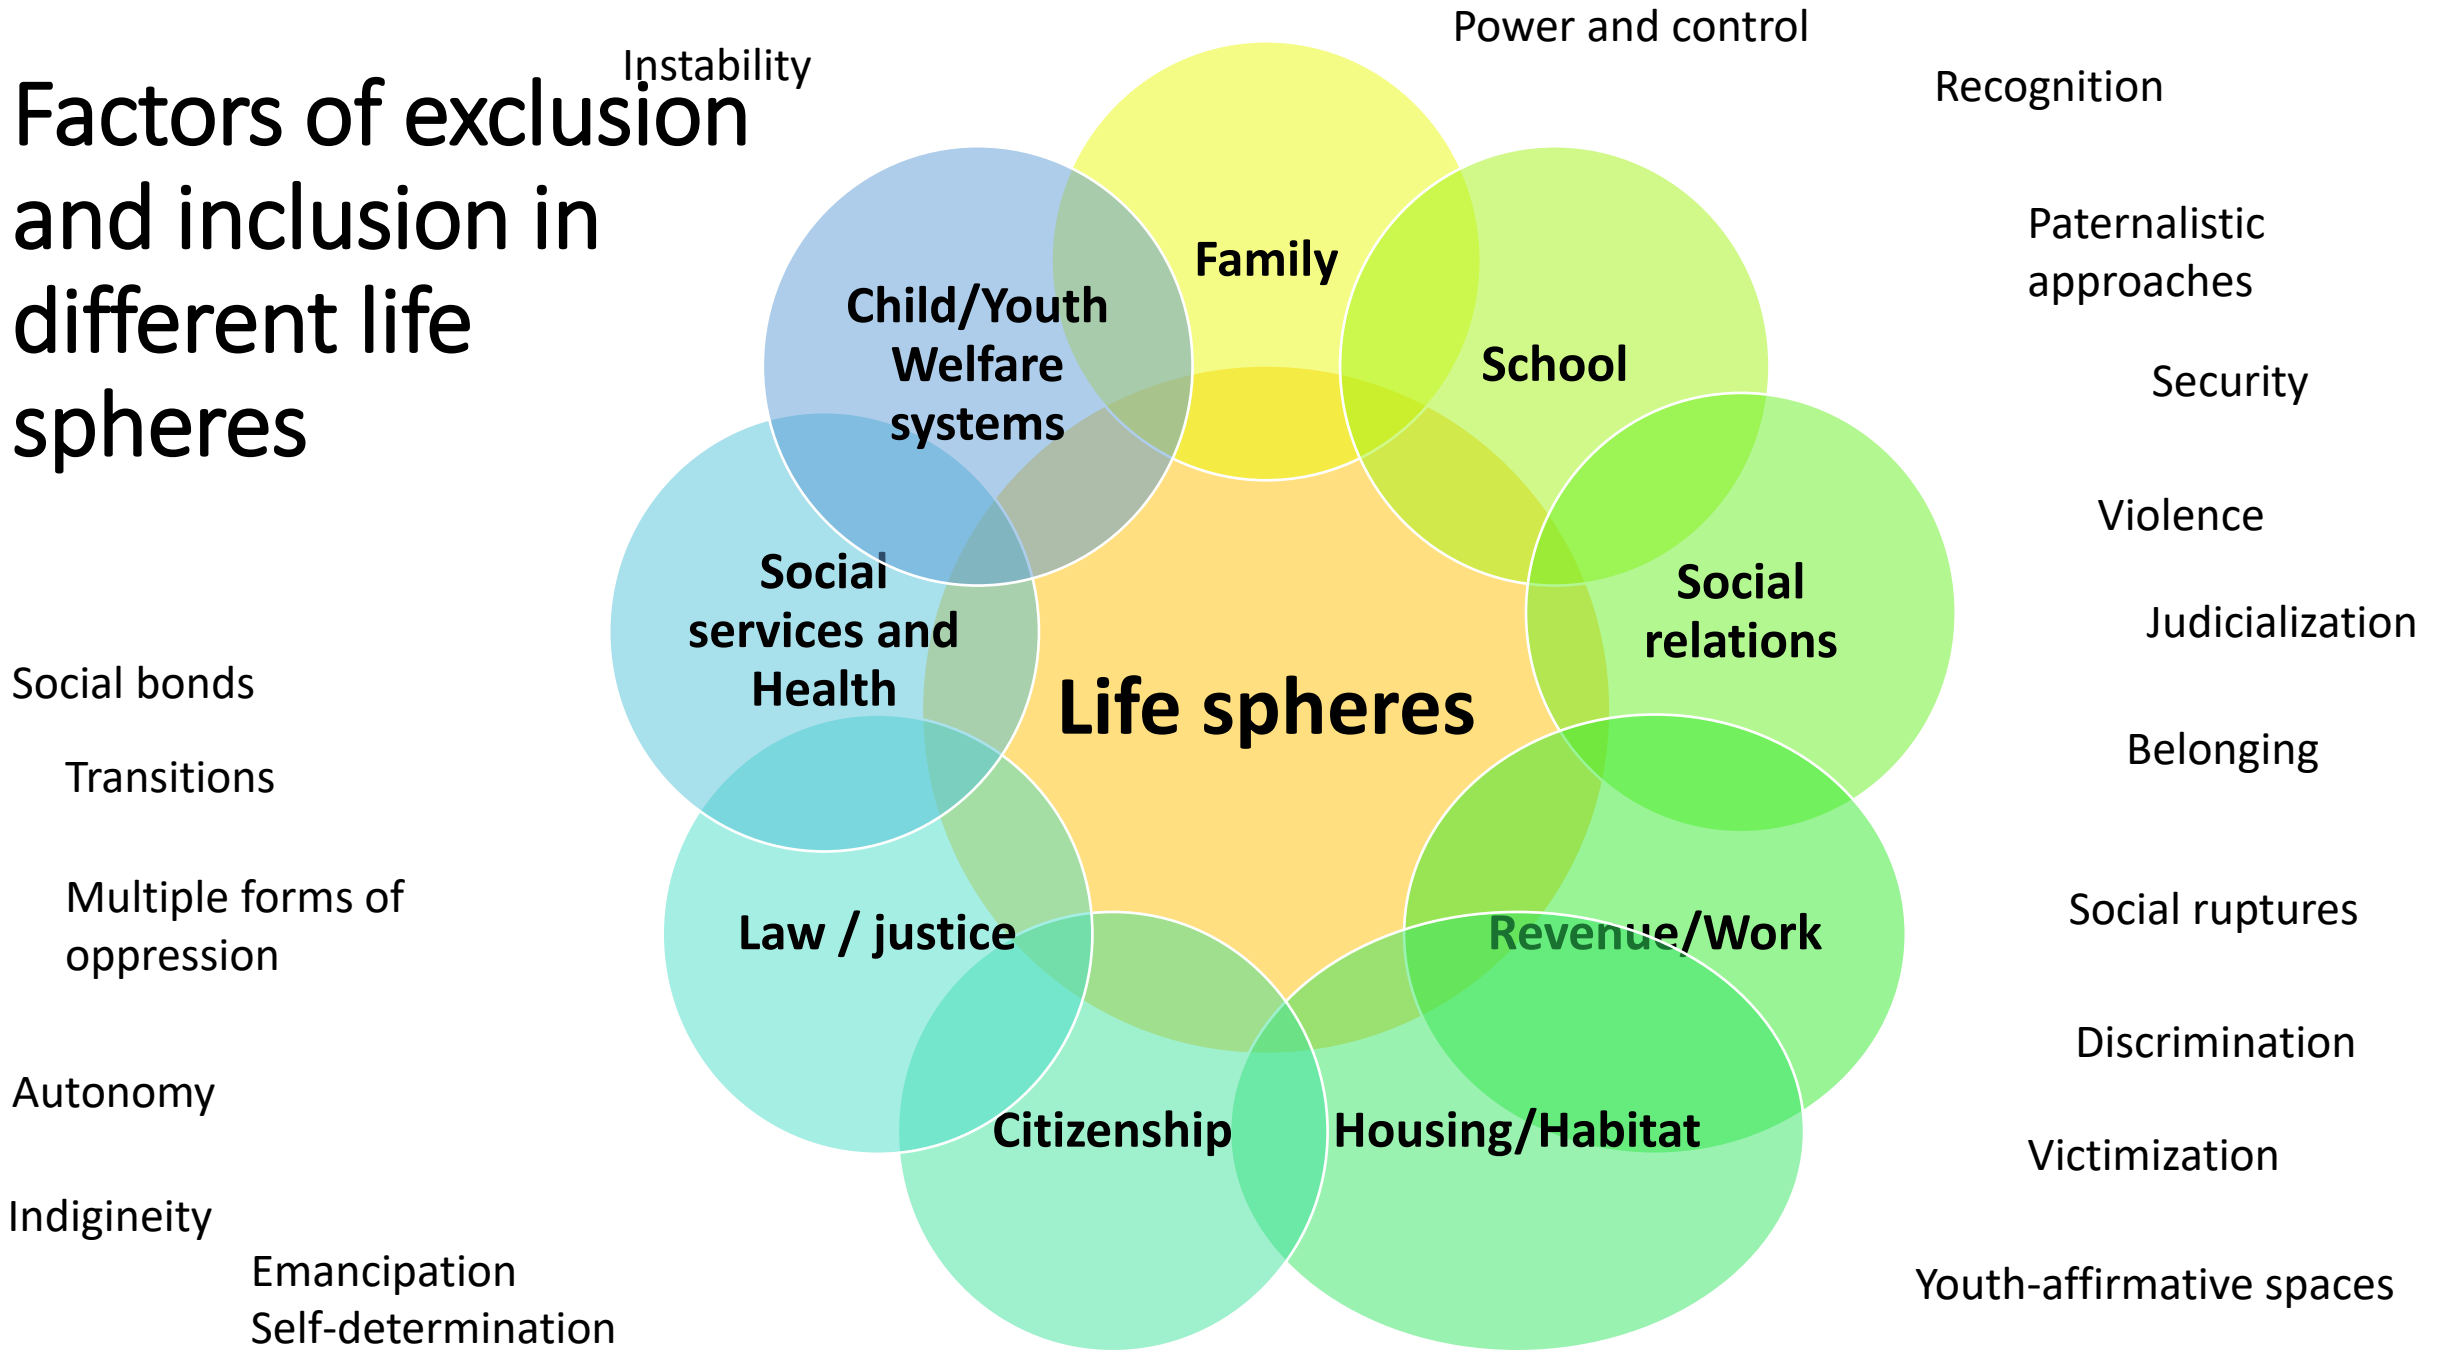 Factors of exclusion
and inclusion in
different life
spheres
Instability
Power and control
Recognition
Paternalistic
approaches
Security
Violence
Judicialization
Belonging
Social ruptures
Discrimination
Victimization
Youth-affirmative spaces
Family
School
Social
relations
Revenue/Work
Housing/Habitat
Citizenship
Law / justice
Social
services and
Health
Child/Youth
Welfare
systems
Life spheres
Social bonds
Transitions
Multiple forms of
oppression
Autonomy
Indigineity
Emancipation
Self-determination